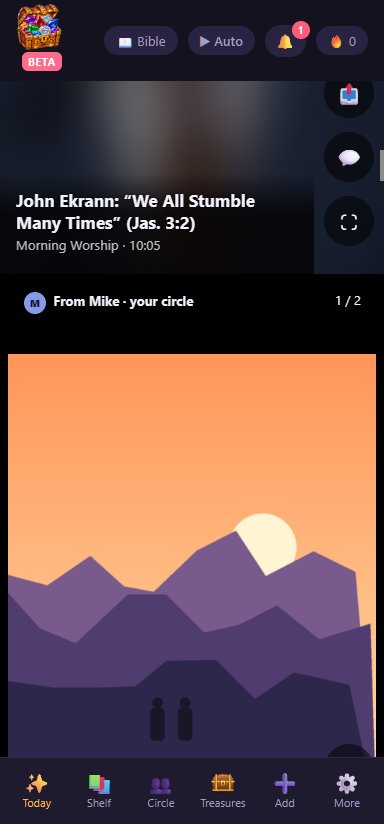 BETA
Bible
Auto
1
0
John Ekrann: “We All Stumble
Many Times” (Jas. 3:2)
Morning Worship · 10:05
M
From Mike · your circle
1 / 2
Today
Shelf
Circle
Treasures
Add
More